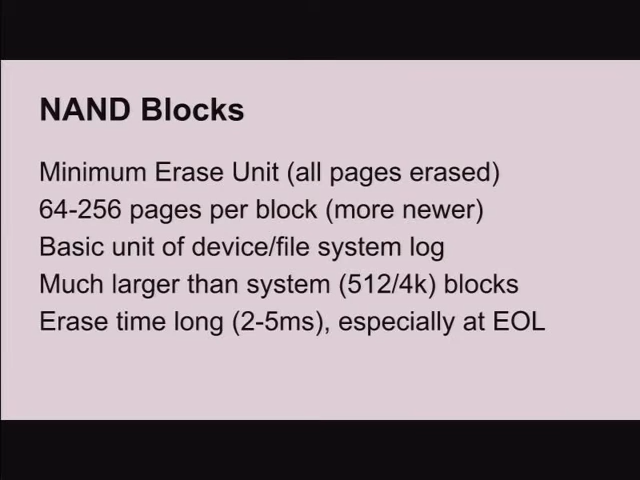 NAND Blocks
Minimum Erase Unit (all pages erased)
64-256 pages per block (more newer)
Basic unit of device/file system log
Much larger than system (512/4k) blocks
Erase time long (2-5ms), especially at EOL